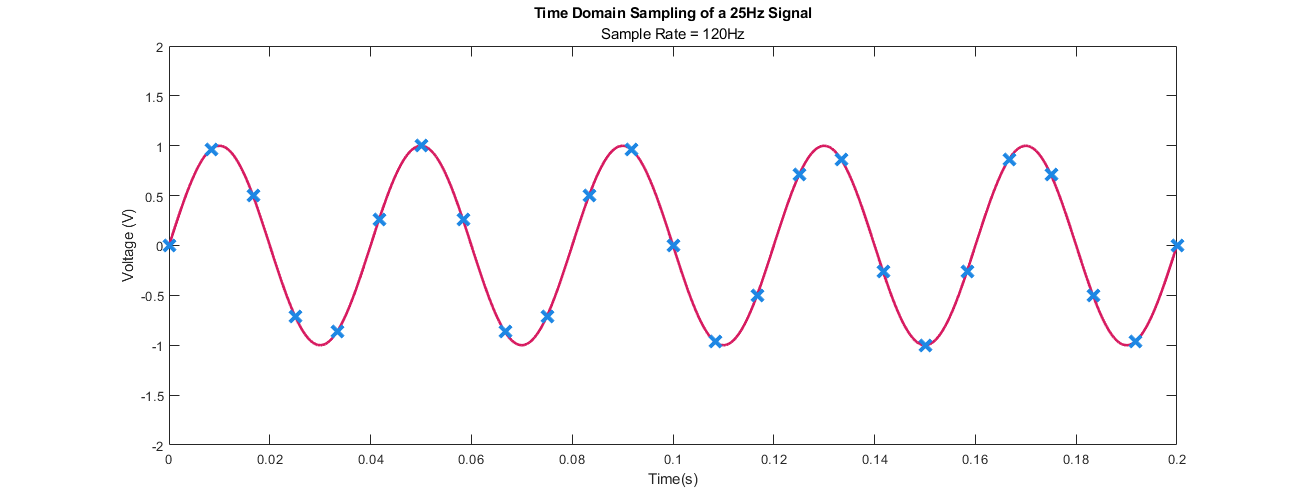 Time Domain Sampling of a 25Hz Signal
Sample Rate = 120Hz
2
1.5
1
0.5
0
-0.5
-1
-1.5
-2
Voltage (V)
0 0.02 0.04 0.06 0.08 0.1 0.12 0.14 0.16 0.18 0.2
Time(s)